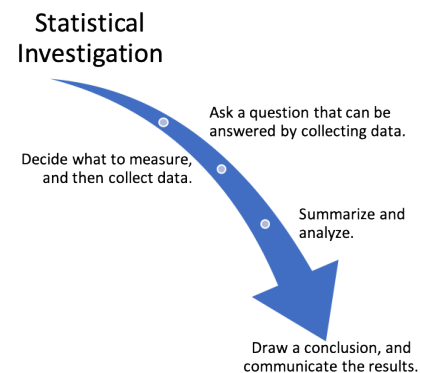 Statistical
Investigation
Ask a question that can be
answered by collecting data.
Decide what to measure,
and then collect data.
Summarize and
analyze.
Draw a conclusion, and
communicate the results.